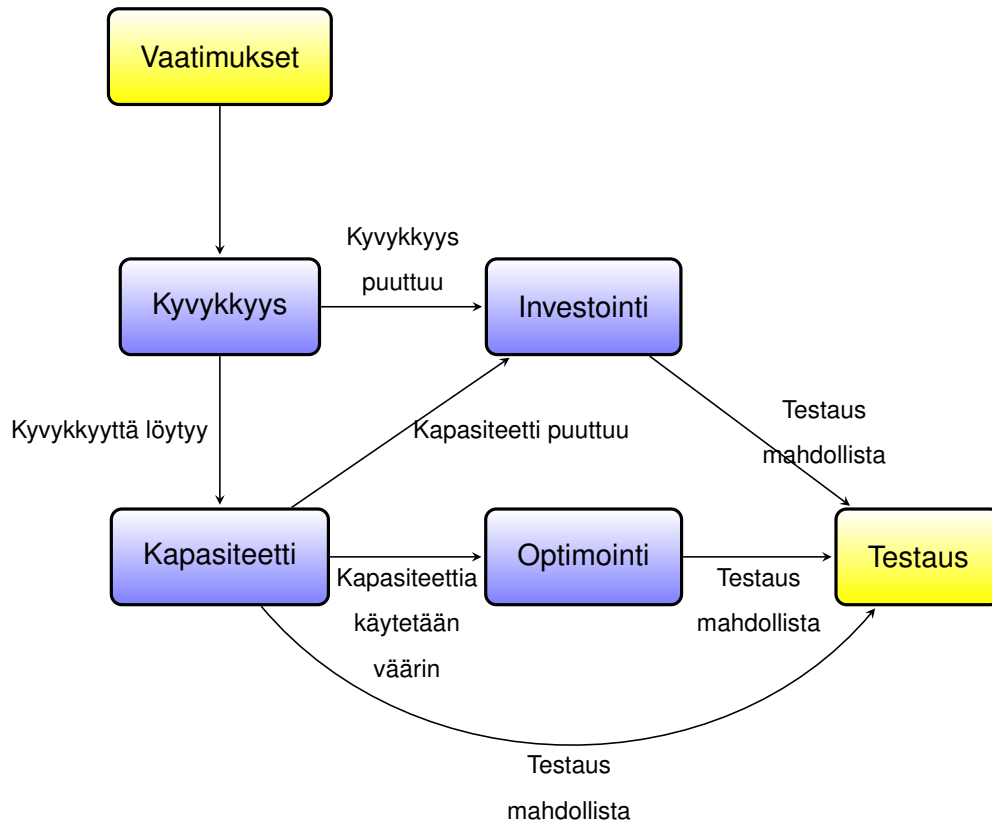 Vaatimukset
Kyvykkyys
puuttuu
Kyvykkyys
Investointi
Kyvykkyyttä löytyy
Kapasiteetti puuttuu
Testaus
mahdollista
Kapasiteetti
Optimointi
Testaus
Kapasiteettia
käytetään
väärin
Testaus
mahdollista
Testaus
mahdollista